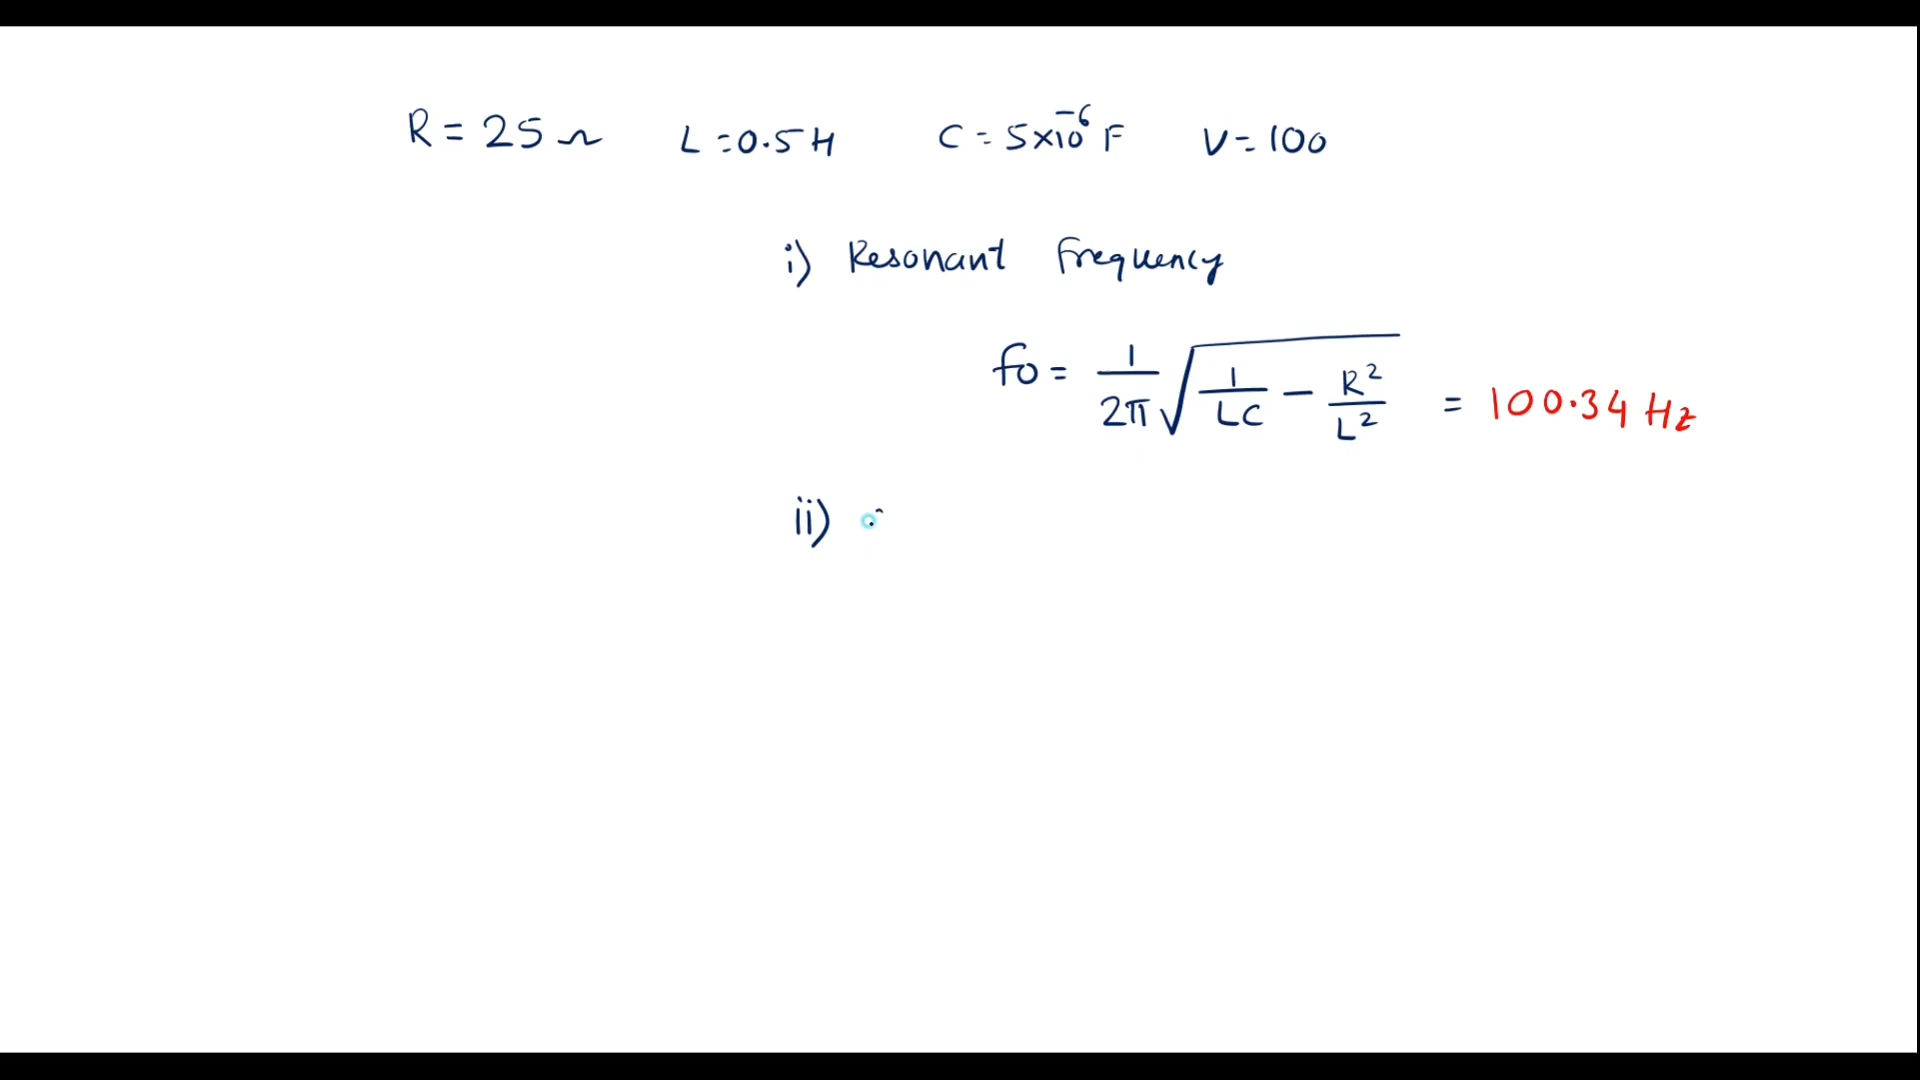 R = 25 Ω L = 0.5 H C = 5×10⁻⁶ F V = 100
i) Resonant Frequency
fo = 1/2π √(1/LC − R²/L²) = 100.34 Hz
ii)